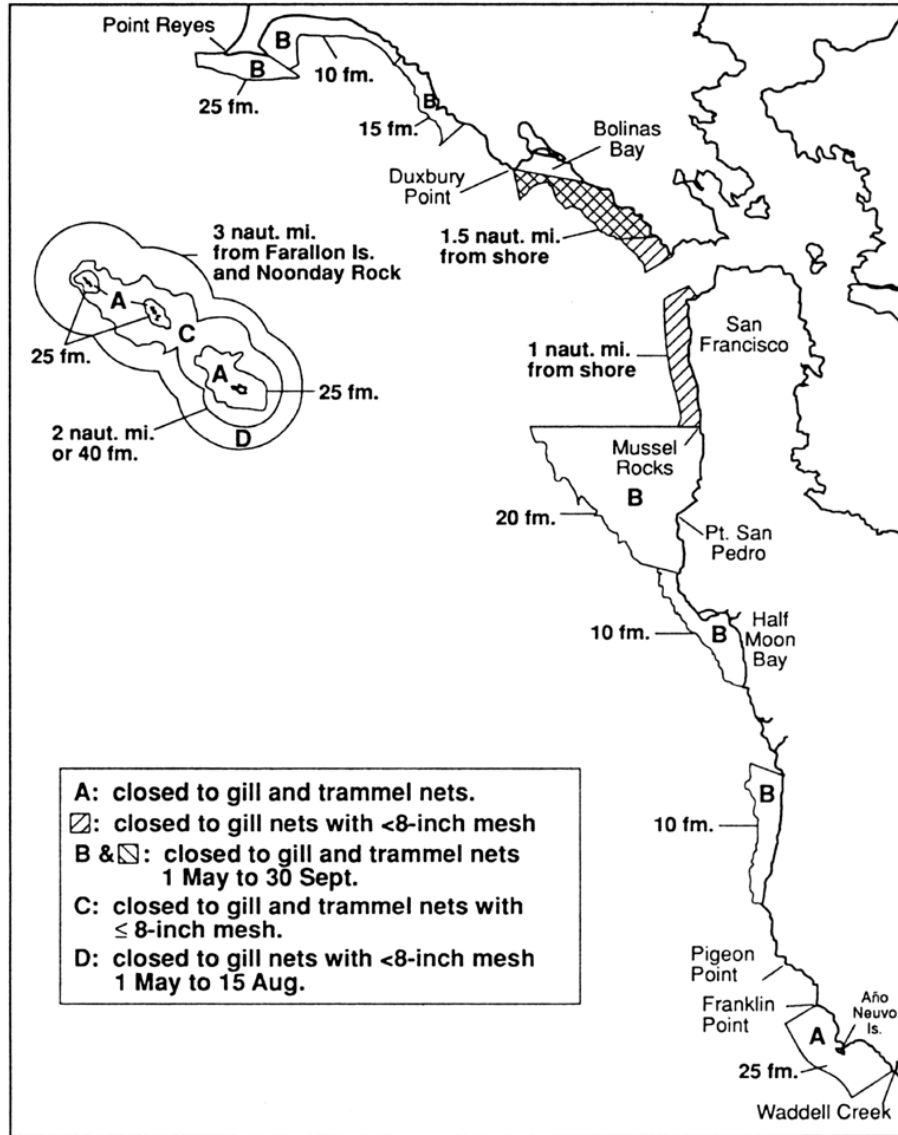 Point Reyes
B
B
10 fm.
25 fm.
B
15 fm.
Bolinas
Bay
Duxbury
Point
3 naut. mi.
from Farallon Is.
and Noonday Rock
1.5 naut. mi.
from shore
A
C
25 fm.
San
Francisco
1 naut. mi.
from shore
A
25 fm.
2 naut. mi.
or 40 fm.
D
Mussel
Rocks
B
20 fm.
Pt. San
Pedro
10 fm.
B
Half
Moon
Bay
B
10 fm.
A: closed to gill and trammel nets.
: closed to gill nets with <8-inch mesh
B & : closed to gill and trammel nets
1 May to 30 Sept.
C: closed to gill and trammel nets with
≤ 8-inch mesh.
D: closed to gill nets with <8-inch mesh
1 May to 15 Aug.
Pigeon
Point
Franklin
Point
Año
Neuvo
Is.
A
25 fm.
Waddell Creek